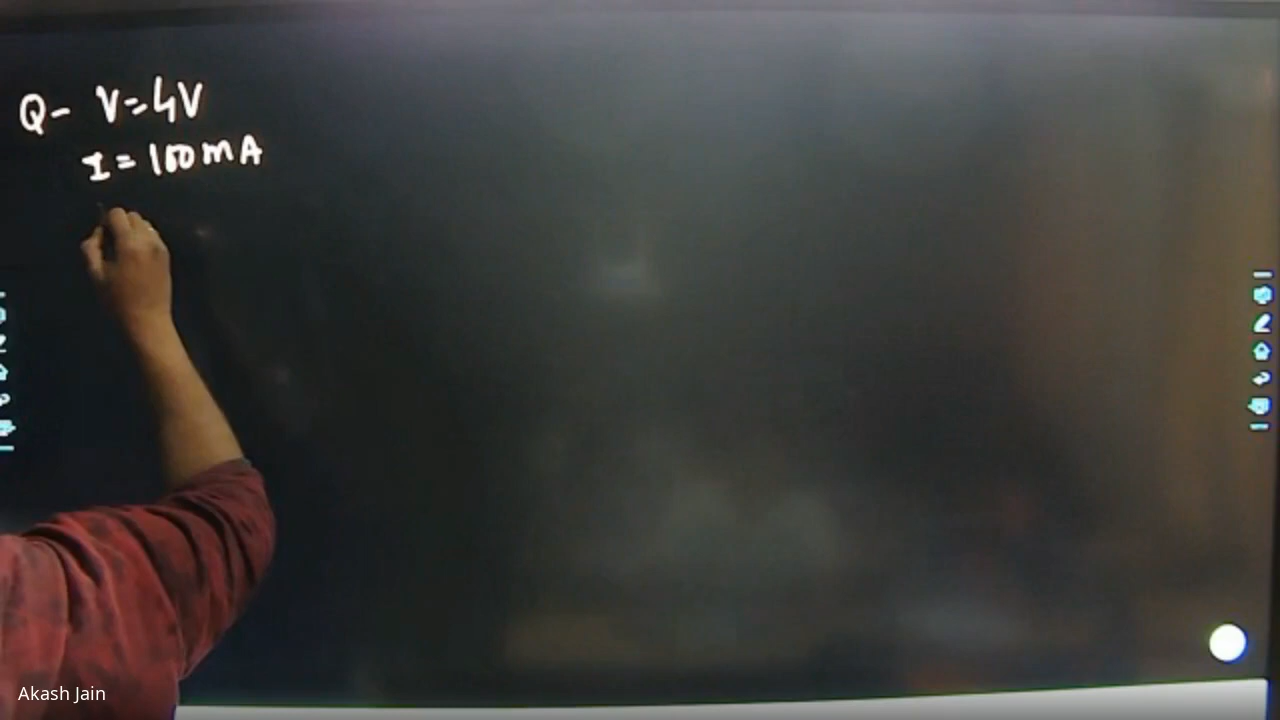 Q- V=4V
I = 100mA
Akash Jain